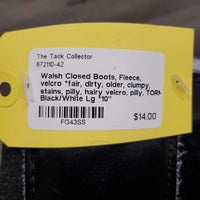 The Tack Collector
672110-42
Walsh Closed Boots, Fleece,
velcro *fair, dirty, older, clumpy,
stains, pilly, hairy velcro, pilly, TORN
Black/White Lg *10"
FG43SS
$14.00